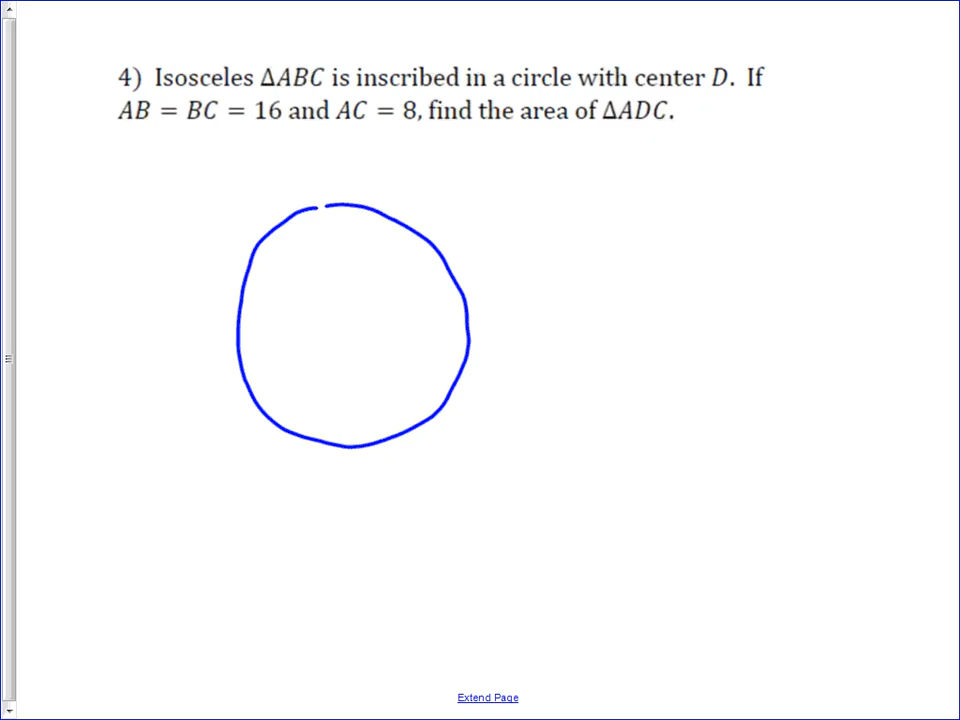 4) Isosceles ΔABC is inscribed in a circle with center D. If
AB = BC = 16 and AC = 8, find the area of ΔADC.
Extend Page